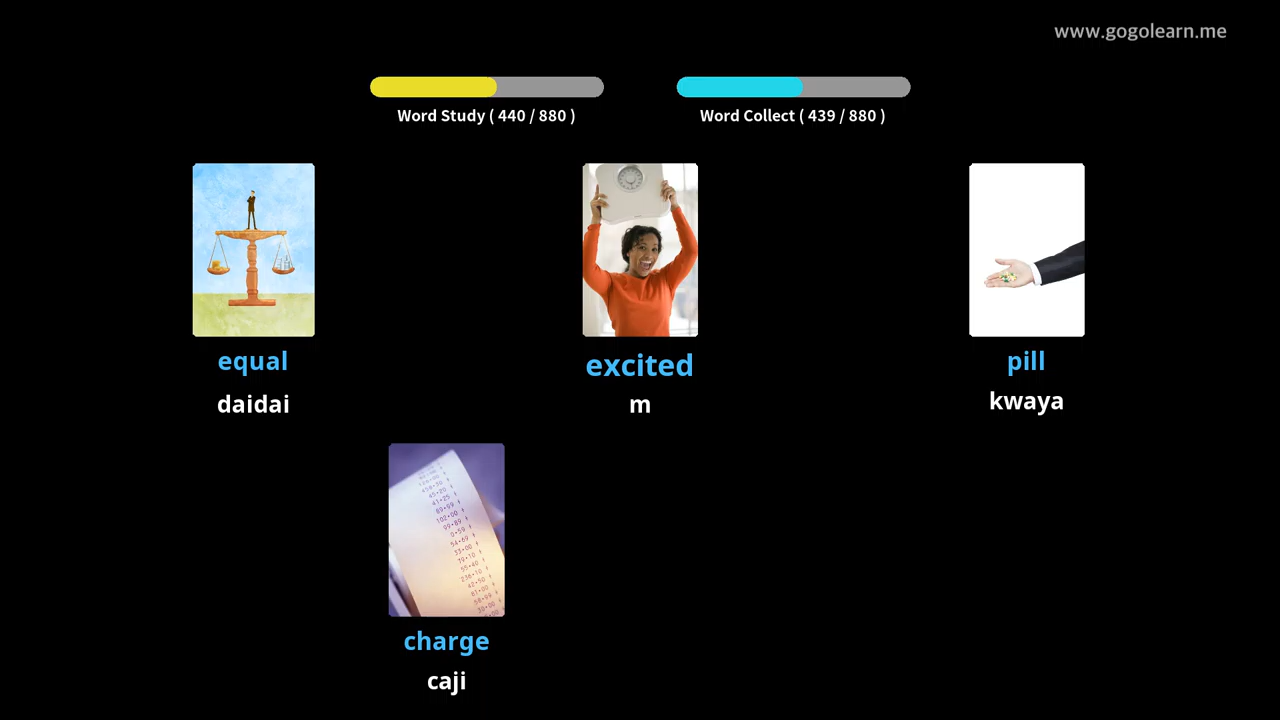 www.gogolearn.me
Word Study ( 440 / 880 )
Word Collect ( 439 / 880 )
equal
daidai
excited
m
pill
kwaya
charge
caji